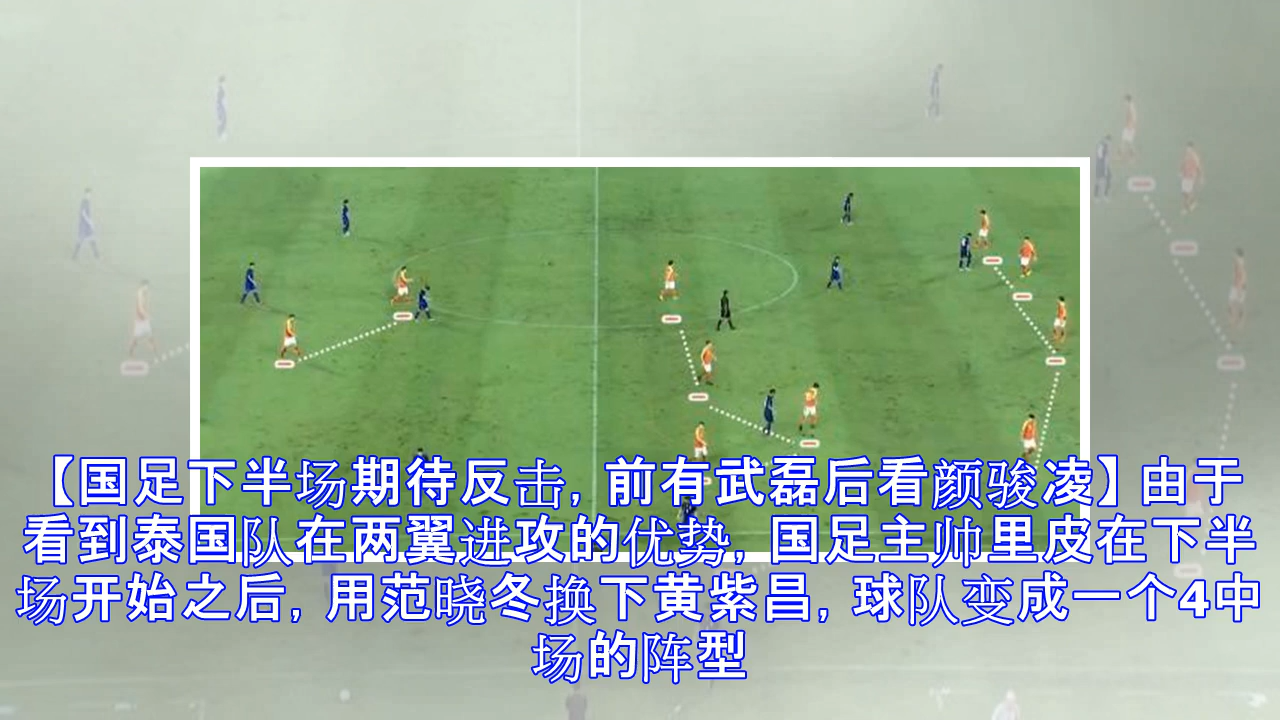 【国足下半场期待反击,前有武磊后看颜骏凌】由于
看到泰国队在两翼进攻的优势,国足主帅里皮在下半
场开始之后,用范晓冬换下黄紫昌,球队变成一个4中
场的阵型